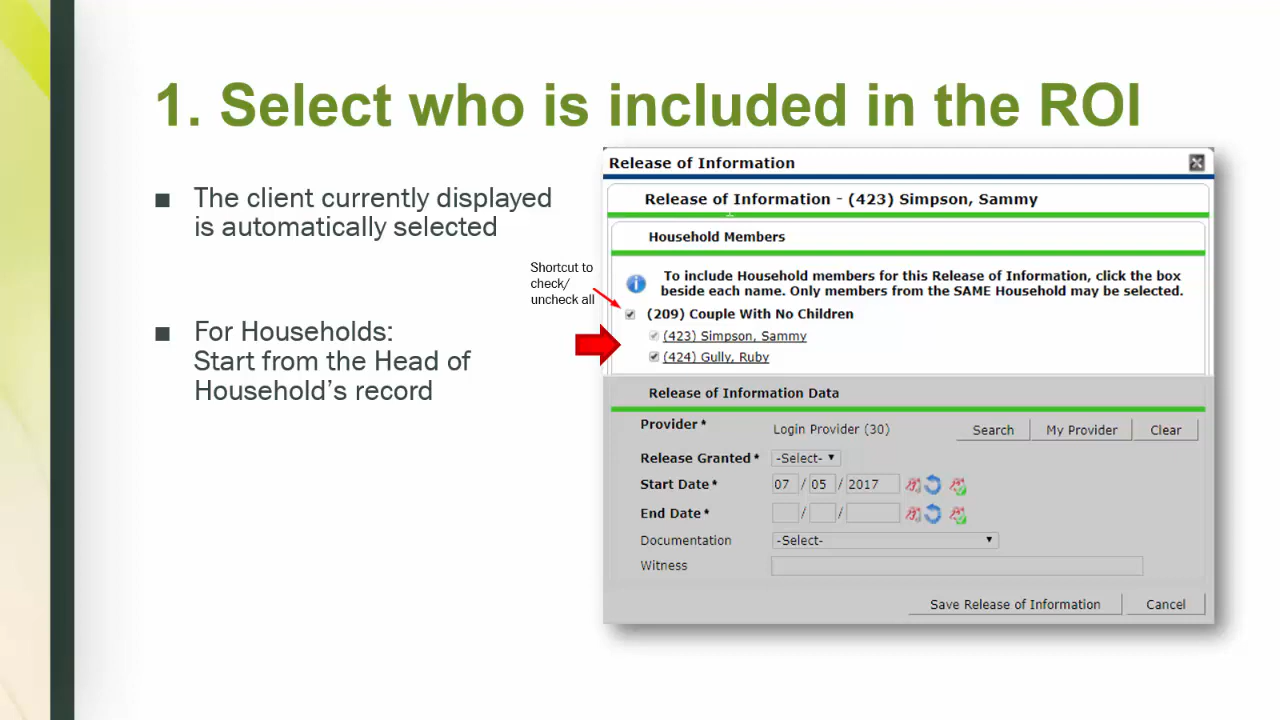 1. Select who is included in the ROI
■ The client currently displayed
is automatically selected
■ For Households:
Start from the Head of
Household’s record
Shortcut to
check/
uncheck all
Release of Information
Release of Information - (423) Simpson, Sammy
Household Members
To include Household members for this Release of Information, click the box
beside each name. Only members from the SAME Household may be selected.
(209) Couple With No Children
(423) Simpson, Sammy
(424) Gully, Ruby
Release of Information Data
Provider * Login Provider (30) Search My Provider Clear
Release Granted * -Select-
Start Date * 07 / 05 / 2017
End Date * / /
Documentation -Select-
Witness
Save Release of Information Cancel